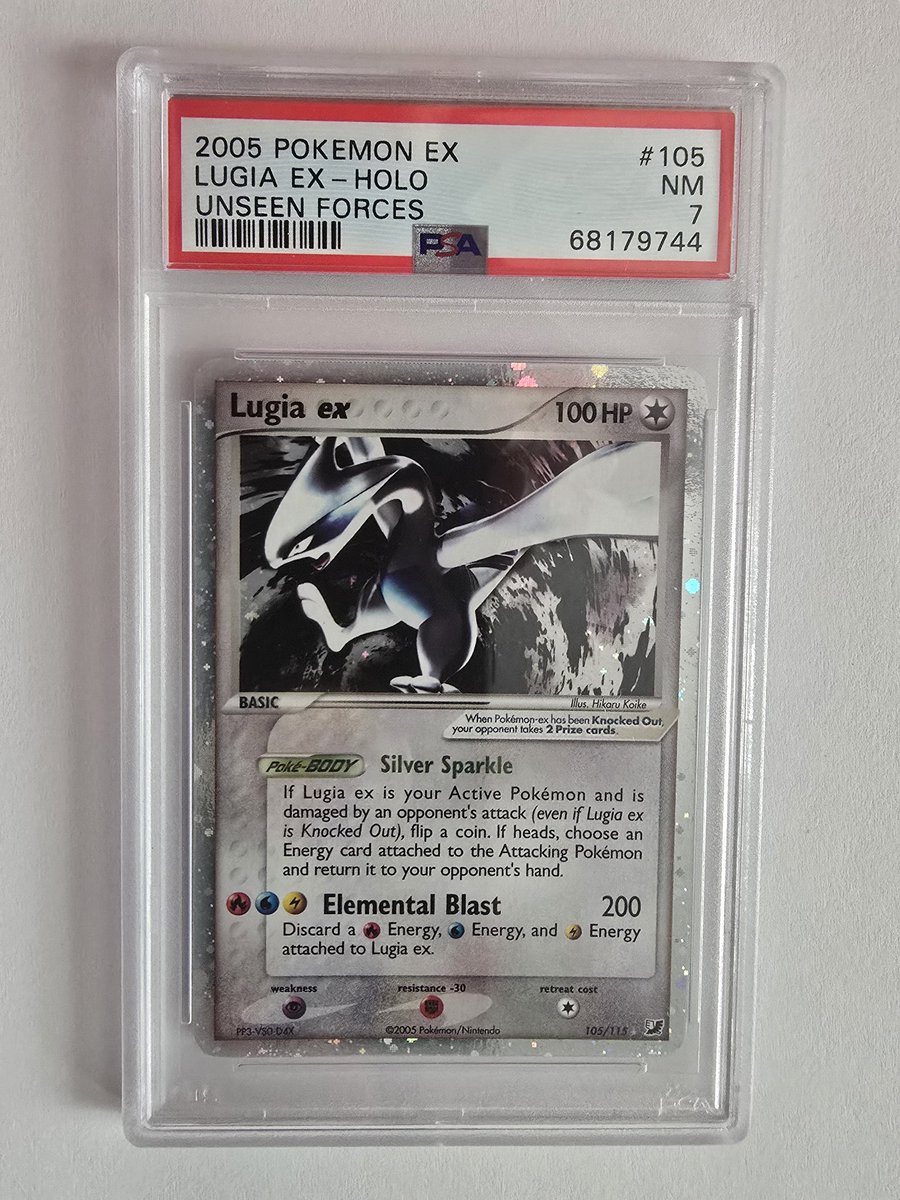 2005 POKEMON EX #105
LUGIA EX – HOLO NM
UNSEEN FORCES 7
PSA 68179744
Lugia ex 100 HP
BASIC Illus. Hikaru Koike
When Pokémon-ex has been Knocked Out,
your opponent takes 2 Prize cards.
Poké-BODY Silver Sparkle
If Lugia ex is your Active Pokémon and is
damaged by an opponent's attack (even if Lugia ex
is Knocked Out), flip a coin. If heads, choose an
Energy card attached to the Attacking Pokémon
and return it to your opponent's hand.
Elemental Blast 200
Discard a Energy, Energy, and Energy
attached to Lugia ex.
weakness resistance -30 retreat cost
PP3-VS0-D4X ©2005 Pokémon/Nintendo 105/115